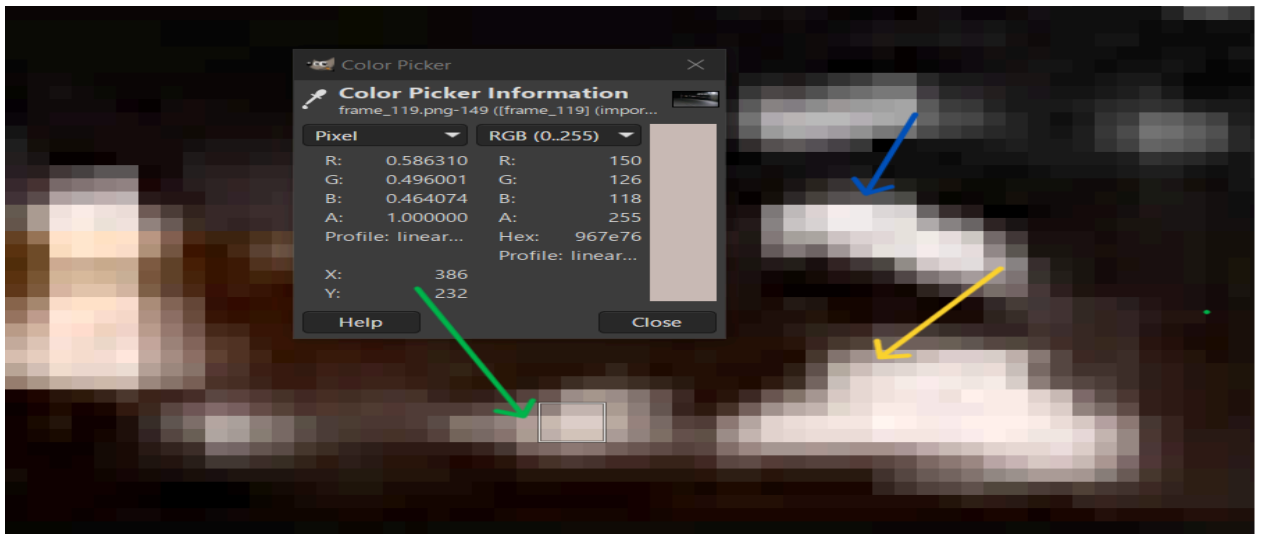 Color Picker
Color Picker Information
frame_119.png-149 ([frame_119] (impor...
Pixel RGB (0..255)
R: 0.586310 R: 150
G: 0.496001 G: 126
B: 0.464074 B: 118
A: 1.000000 A: 255
Profile: linear... Hex: 967e76
Profile: linear...
X: 386
Y: 232
Help Close